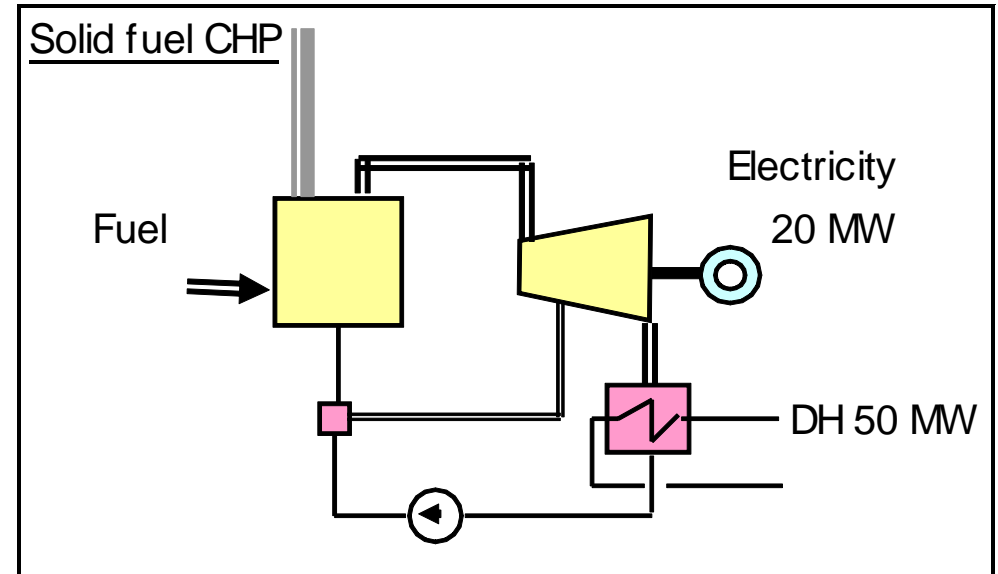 Solid fuel CHP
Electricity
Fuel
20 MW
DH 50 MW